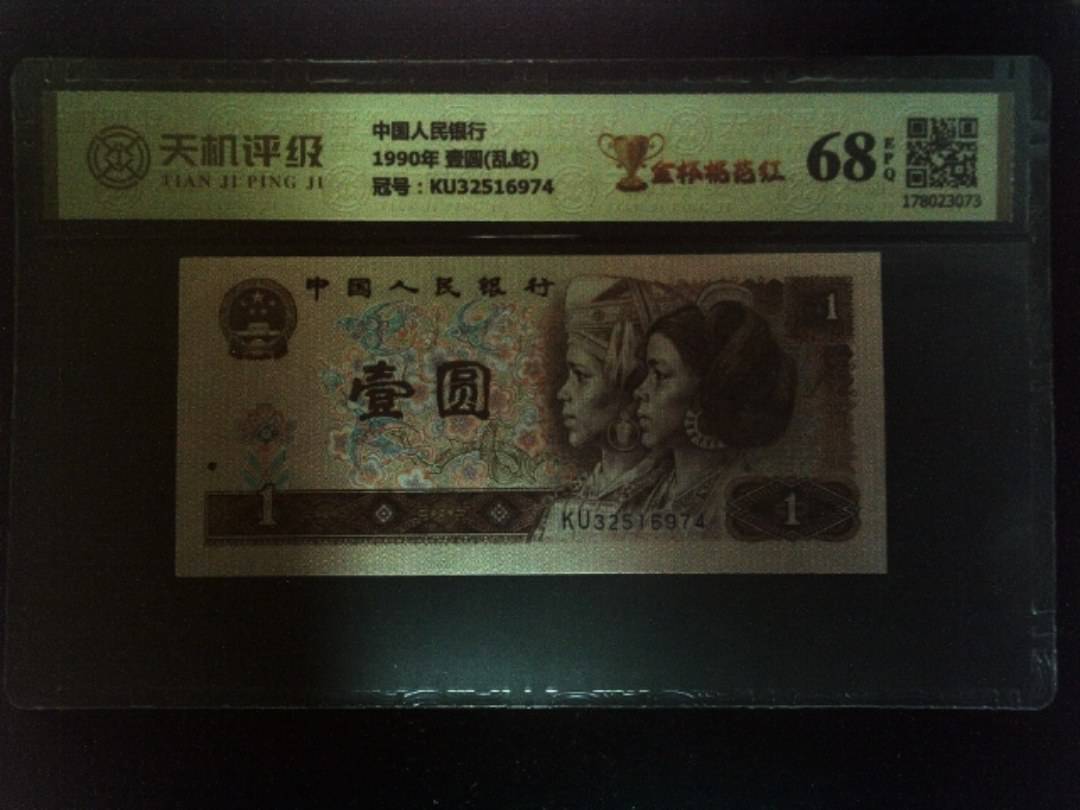 天机评级
TIAN JI PING JI
中国人民银行
1990年 壹圆(乱蛇)
冠号：KU32516974
金杯桃花红
68
EPQ
178023073
中国人民银行
1
壹圆
1
KU32516974
1